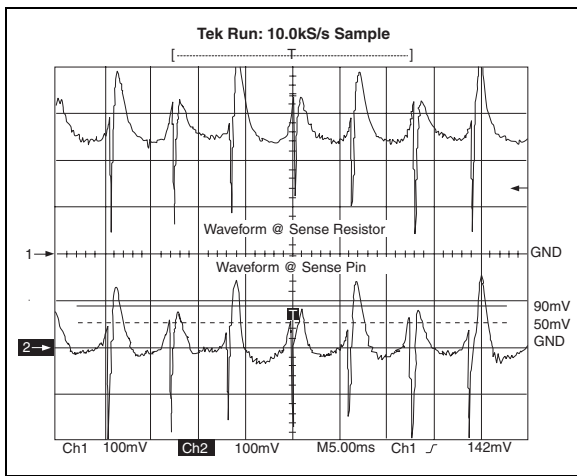 Tek Run: 10.0kS/s Sample
[ T ]
Waveform @ Sense Resistor
1 GND
Waveform @ Sense Pin
90mV
T
50mV
2 GND
Ch1 100mV Ch2 100mV M5.00ms Ch1 142mV